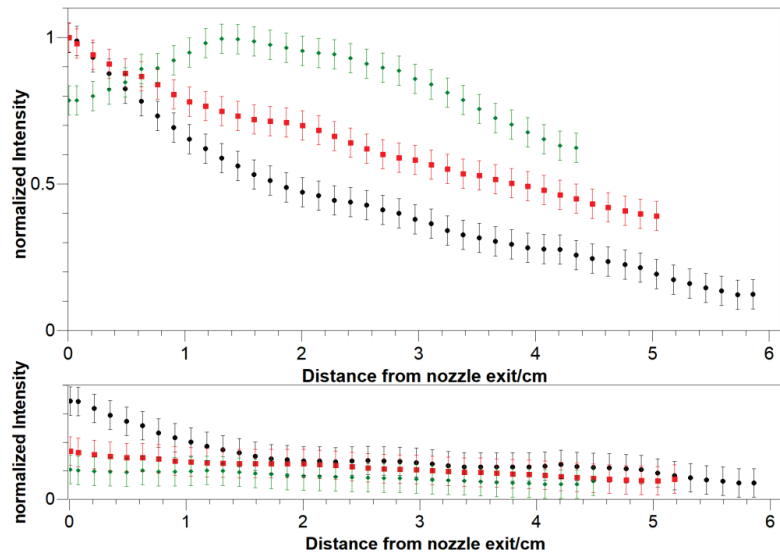 normalized Intensity
1
0.5
0
0 1 2 3 4 5 6
Distance from nozzle exit/cm
normalized Intensity
0
0 1 2 3 4 5 6
Distance from nozzle exit/cm